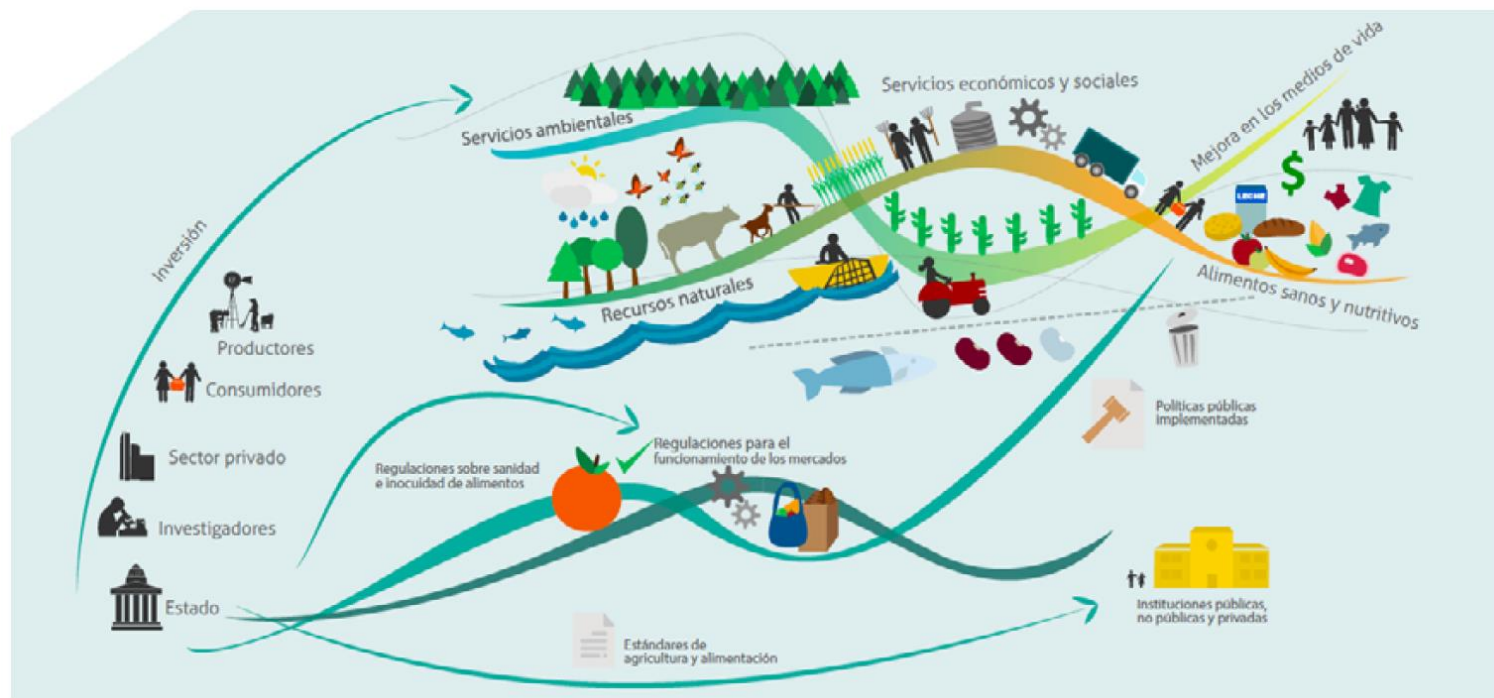 Servicios económicos y sociales
Servicios ambientales
Mejora en los medios de vida
Inversión
LECHE
$
Recursos naturales
Alimentos sanos y nutritivos
Productores
Consumidores
Sector privado
Investigadores
Estado
Políticas públicas
implementadas
Regulaciones para el
funcionamiento de los mercados
Regulaciones sobre sanidad
e inocuidad de alimentos
Instituciones públicas,
no públicas y privadas
Estándares de
agricultura y alimentación